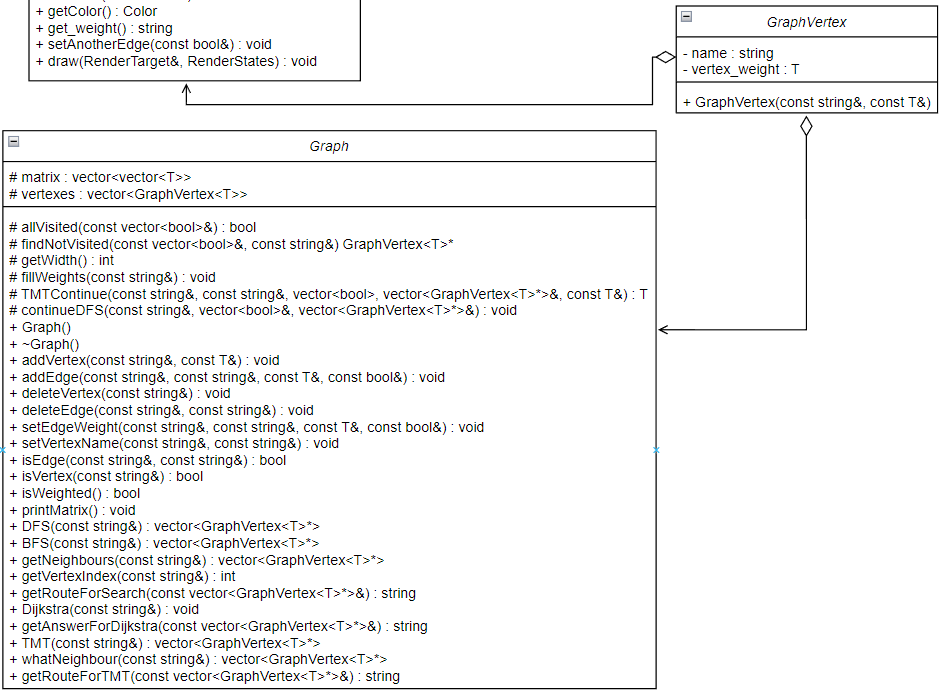 + getColor() : Color
+ get_weight() : string
+ setAnotherEdge(const bool&) : void
+ draw(RenderTarget&, RenderStates) : void
GraphVertex
- name : string
- vertex_weight : T
+ GraphVertex(const string&, const T&)
Graph
# matrix : vector<vector<T>>
# vertexes : vector<GraphVertex<T>>
# allVisited(const vector<bool>&) : bool
# findNotVisited(const vector<bool>&, const string&) GraphVertex<T>*
# getWidth() : int
# fillWeights(const string&) : void
# TMTContinue(const string&, const string&, vector<bool>, vector<GraphVertex<T>*>&, const T&) : T
# continueDFS(const string&, vector<bool>&, vector<GraphVertex<T>*>&) : void
+ Graph()
+ ~Graph()
+ addVertex(const string&, const T&) : void
+ addEdge(const string&, const string&, const T&, const bool&) : void
+ deleteVertex(const string&) : void
+ deleteEdge(const string&, const string&) : void
+ setEdgeWeight(const string&, const string&, const T&, const bool&) : void
+ setVertexName(const string&, const string&) : void
+ isEdge(const string&, const string&) : bool
+ isVertex(const string&) : bool
+ isWeighted() : bool
+ printMatrix() : void
+ DFS(const string&) : vector<GraphVertex<T>*>
+ BFS(const string&) : vector<GraphVertex<T>*>
+ getNeighbours(const string&) : vector<GraphVertex<T>*>
+ getVertexIndex(const string&) : int
+ getRouteForSearch(const vector<GraphVertex<T>*>&) : string
+ Dijkstra(const string&) : void
+ getAnswerForDijkstra(const vector<GraphVertex<T>*>&) : string
+ TMT(const string&) : vector<GraphVertex<T>*>
+ whatNeighbour(const string&) : vector<GraphVertex<T>*>
+ getRouteForTMT(const vector<GraphVertex<T>*>&) : string